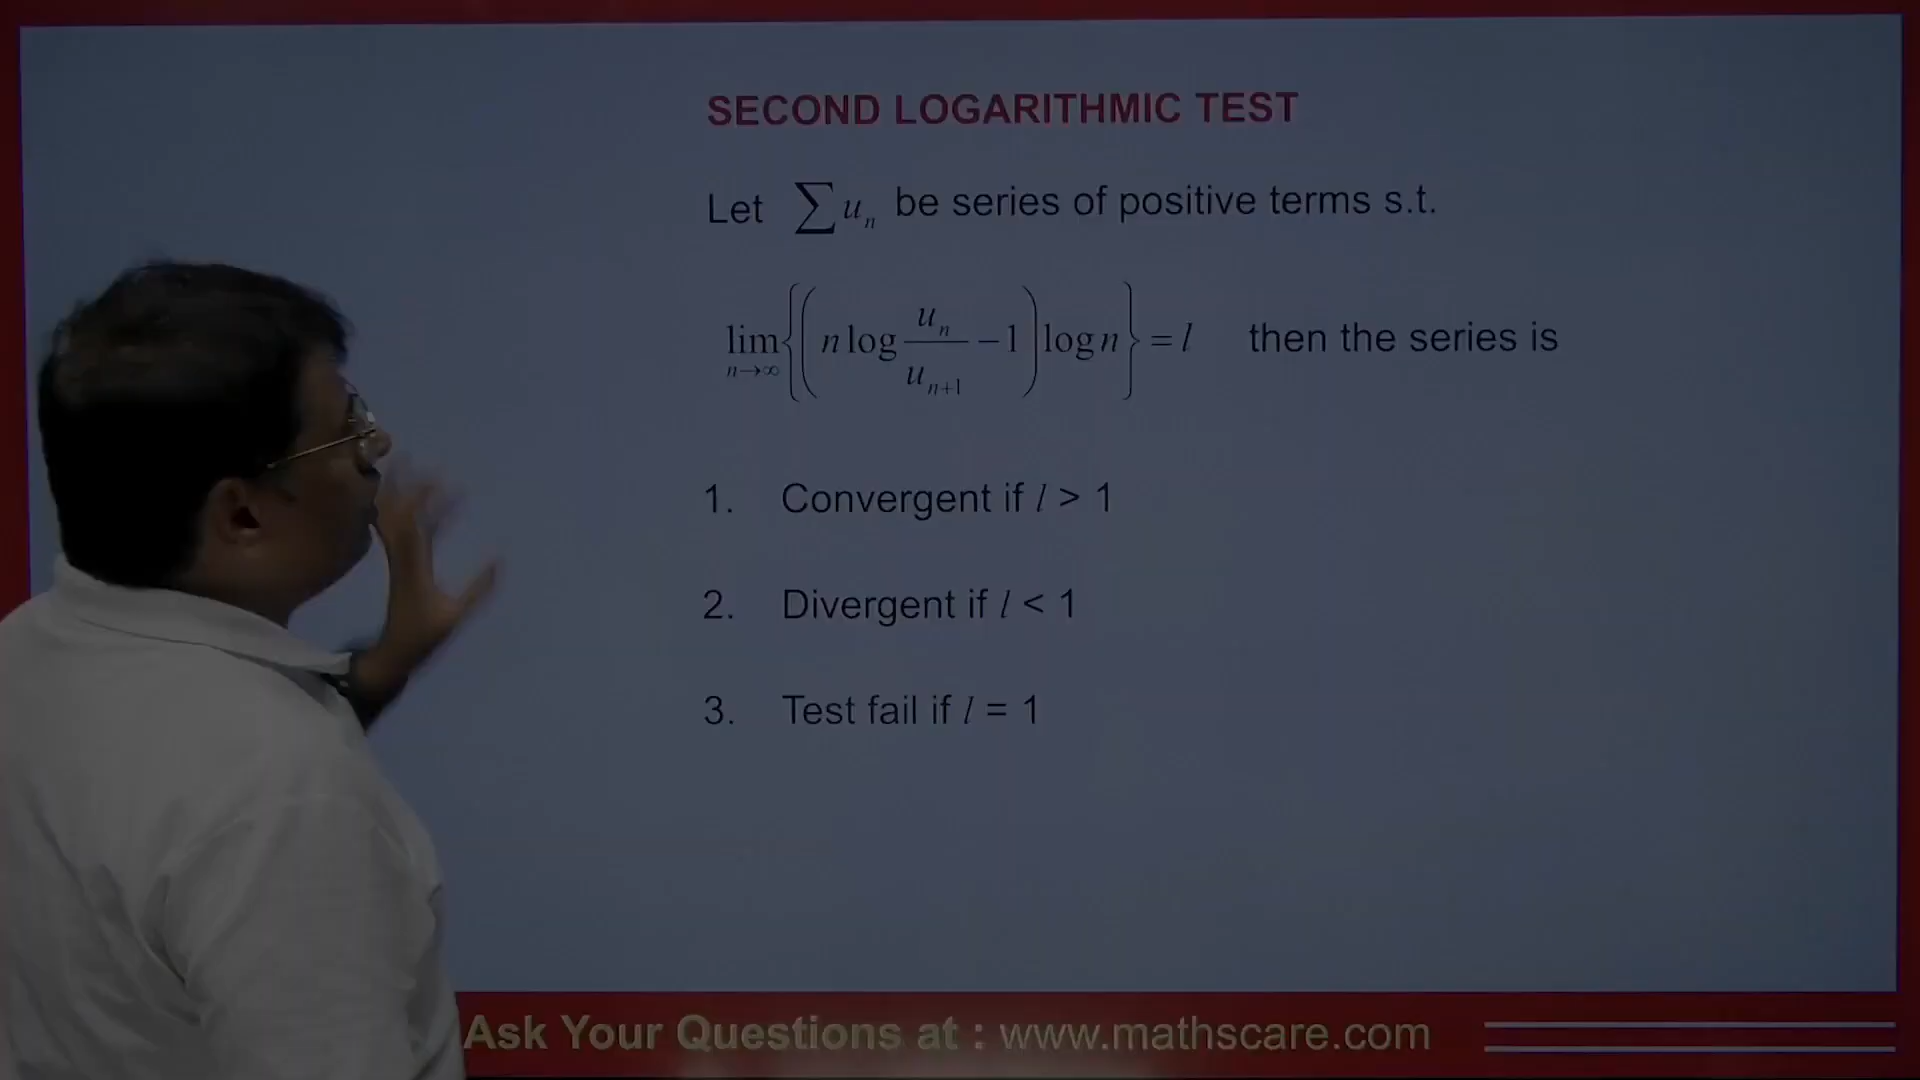 SECOND LOGARITHMIC TEST
Let ∑uₙ be series of positive terms s.t.
lim n→∞ {(n log uₙ/uₙ₊₁ − 1) log n} = l then the series is
1. Convergent if l > 1
2. Divergent if l < 1
3. Test fail if l = 1
Ask Your Questions at : www.mathscare.com